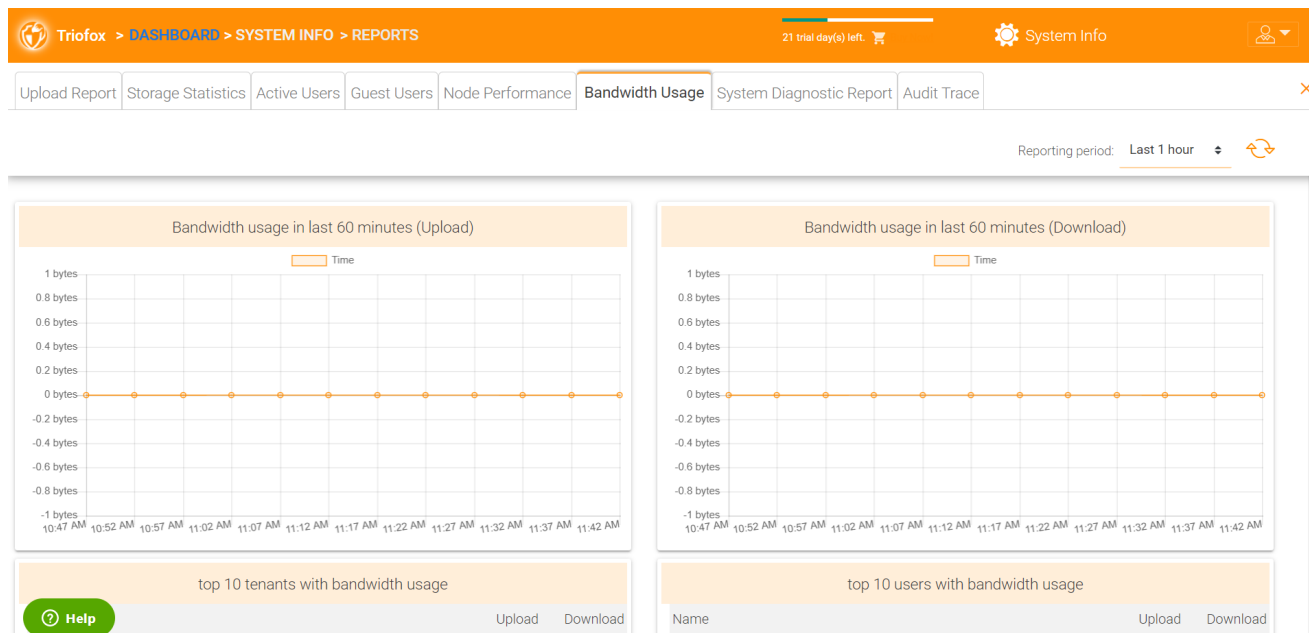 Triofox > DASHBOARD > SYSTEM INFO > REPORTS
21 trial day(s) left.
System Info
Upload Report Storage Statistics Active Users Guest Users Node Performance Bandwidth Usage System Diagnostic Report Audit Trace
Reporting period: Last 1 hour
Bandwidth usage in last 60 minutes (Upload)
Time
1 bytes
0.8 bytes
0.6 bytes
0.4 bytes
0.2 bytes
0 bytes
-0.2 bytes
-0.4 bytes
-0.6 bytes
-0.8 bytes
-1 bytes
10:47 AM 10:52 AM 10:57 AM 11:02 AM 11:07 AM 11:12 AM 11:17 AM 11:22 AM 11:27 AM 11:32 AM 11:37 AM 11:42 AM
Bandwidth usage in last 60 minutes (Download)
Time
1 bytes
0.8 bytes
0.6 bytes
0.4 bytes
0.2 bytes
0 bytes
-0.2 bytes
-0.4 bytes
-0.6 bytes
-0.8 bytes
-1 bytes
10:47 AM 10:52 AM 10:57 AM 11:02 AM 11:07 AM 11:12 AM 11:17 AM 11:22 AM 11:27 AM 11:32 AM 11:37 AM 11:42 AM
top 10 tenants with bandwidth usage
Upload Download
top 10 users with bandwidth usage
Name Upload Download
Help